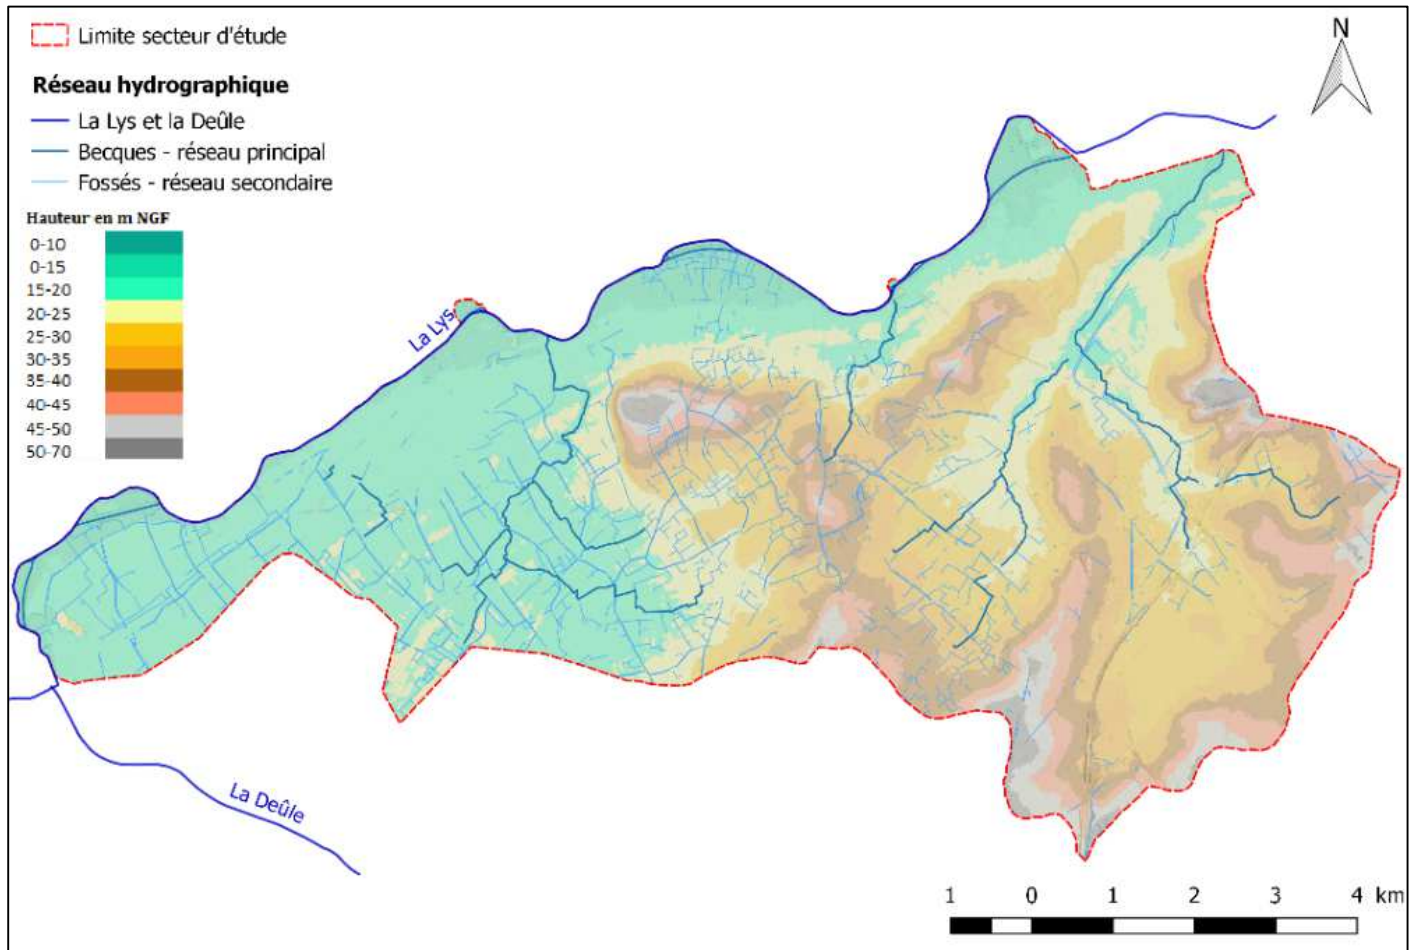 Limite secteur d'étude
N
Réseau hydrographique
La Lys et la Deûle
Becques - réseau principal
Fossés - réseau secondaire
Hauteur en m NGF
0-10
0-15
15-20
20-25
25-30
30-35
35-40
40-45
45-50
50-70
La Lys
La Deûle
1 0 1 2 3 4 km